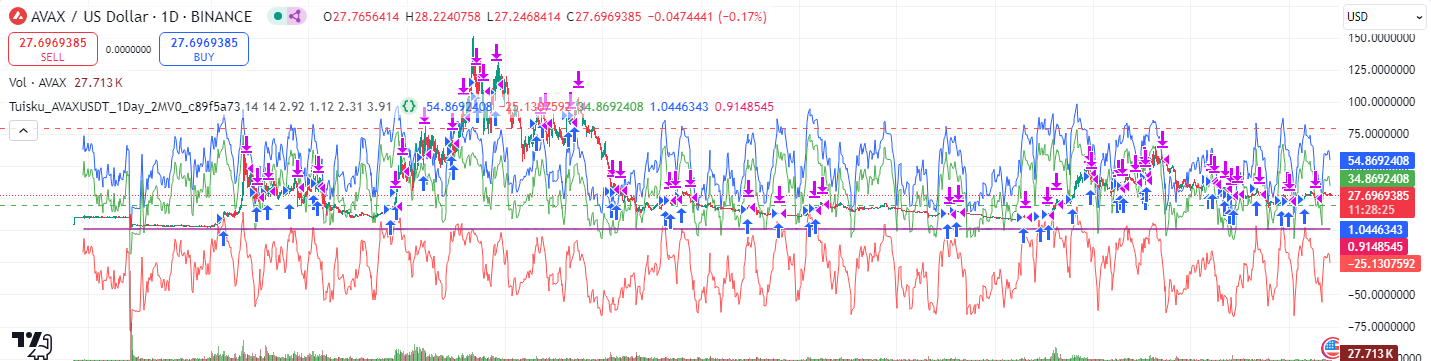 AVAX / US Dollar · 1D · BINANCE O27.7656414 H28.2240758 L27.2468414 C27.6969385 −0.0474441 (−0.17%)
USD
27.6969385 0.0000000 27.6969385
SELL BUY
Vol · AVAX 27.713 K
Tuisku_AVAXUSDT_1Day_2MV0_c89f5a73 14 14 2.92 1.12 2.31 3.91 54.8692408 −25.1307592 34.8692408 1.0446343 0.9148545
150.0000000
125.0000000
100.0000000
75.0000000
54.8692408
34.8692408
27.6969385
11:28:25
1.0446343
0.9148545
−25.1307592
−50.0000000
−75.0000000
27.713 K